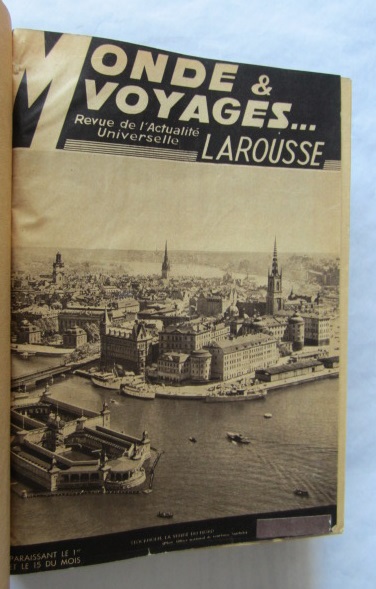 MONDE &
VOYAGES...
Revue de l'Actualité
Universelle
LAROUSSE
PARAISSANT LE 1er
ET LE 15 DU MOIS